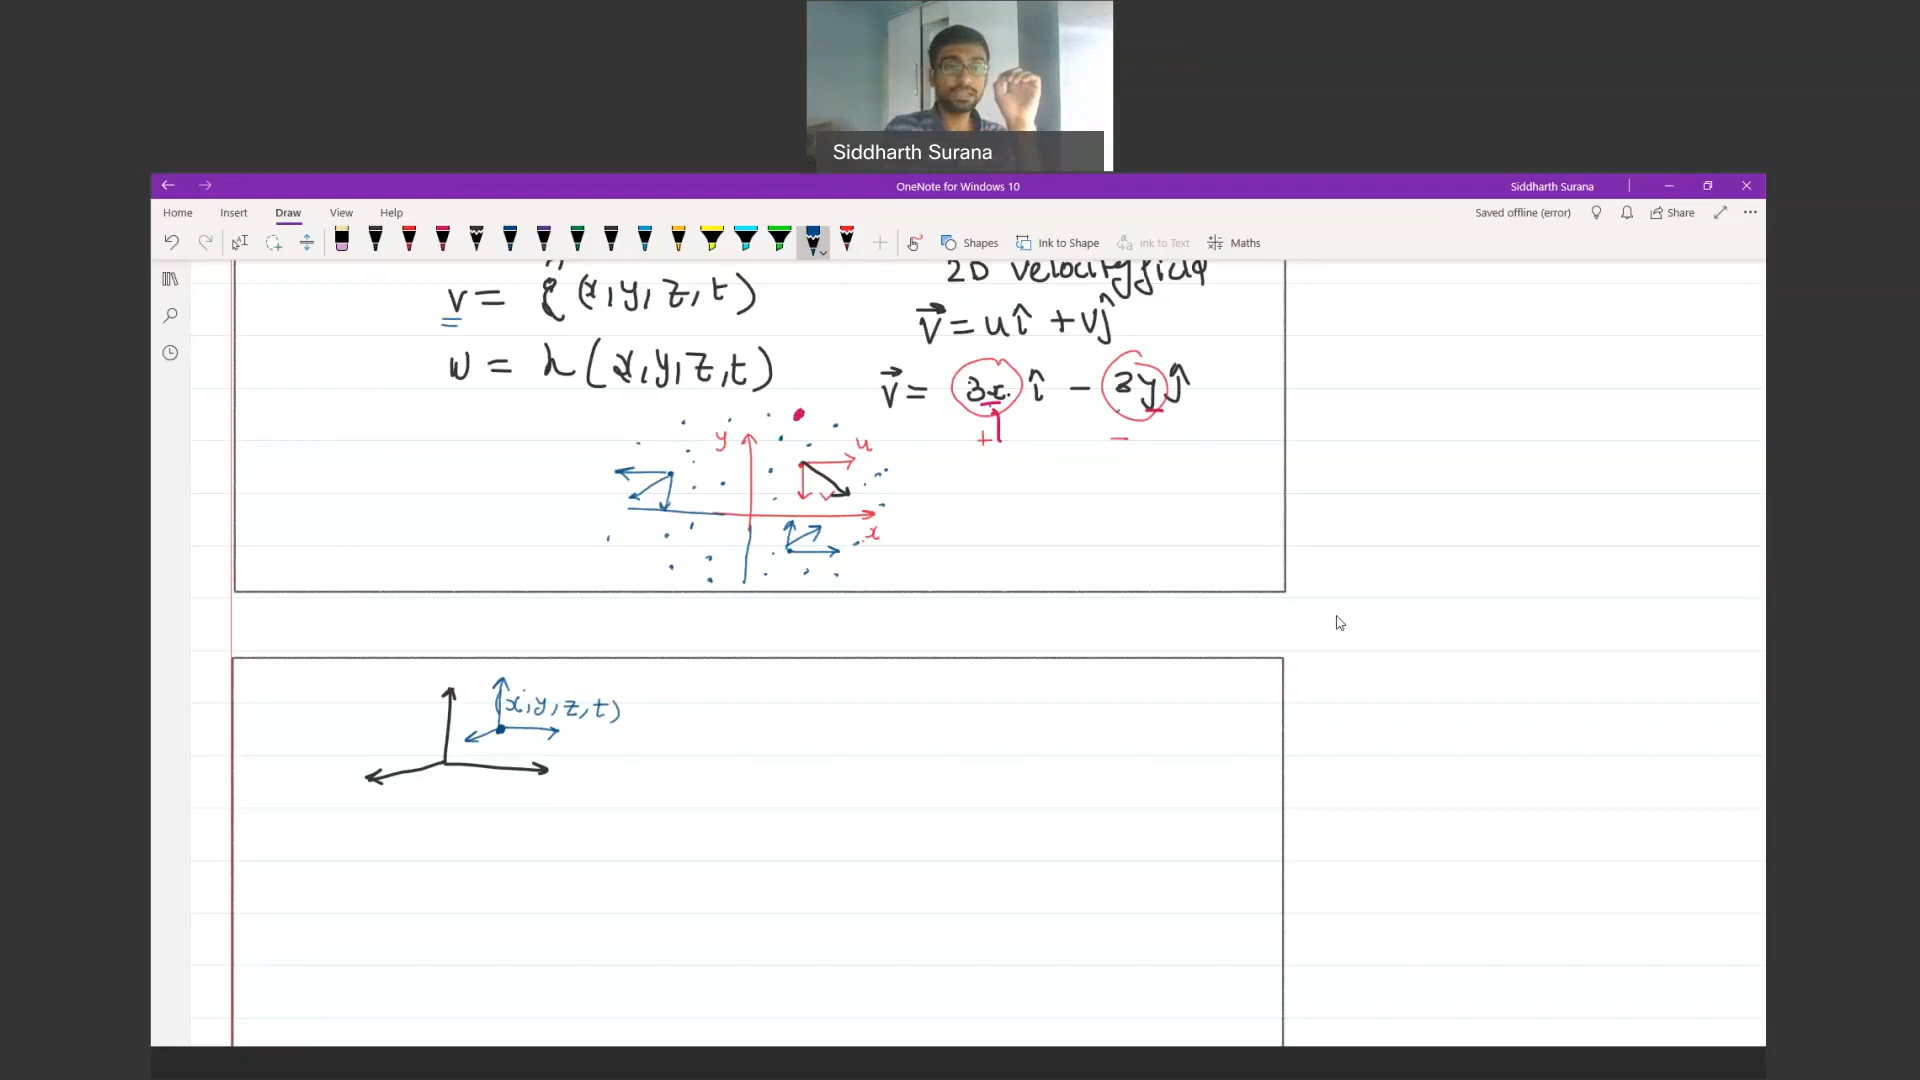 Siddharth Surana
OneNote for Windows 10
Siddharth Surana
Home Insert Draw View Help
Saved offline (error)
Share
Shapes Ink to Shape Ink to Text Maths
2D velocity field
v = g (x, y, z, t)
V⃗ = uî + vĵ
w = h (x, y, z, t)
V⃗ = 3x î − 3y ĵ
+ −
y
u
v
x
(x, y, z, t)